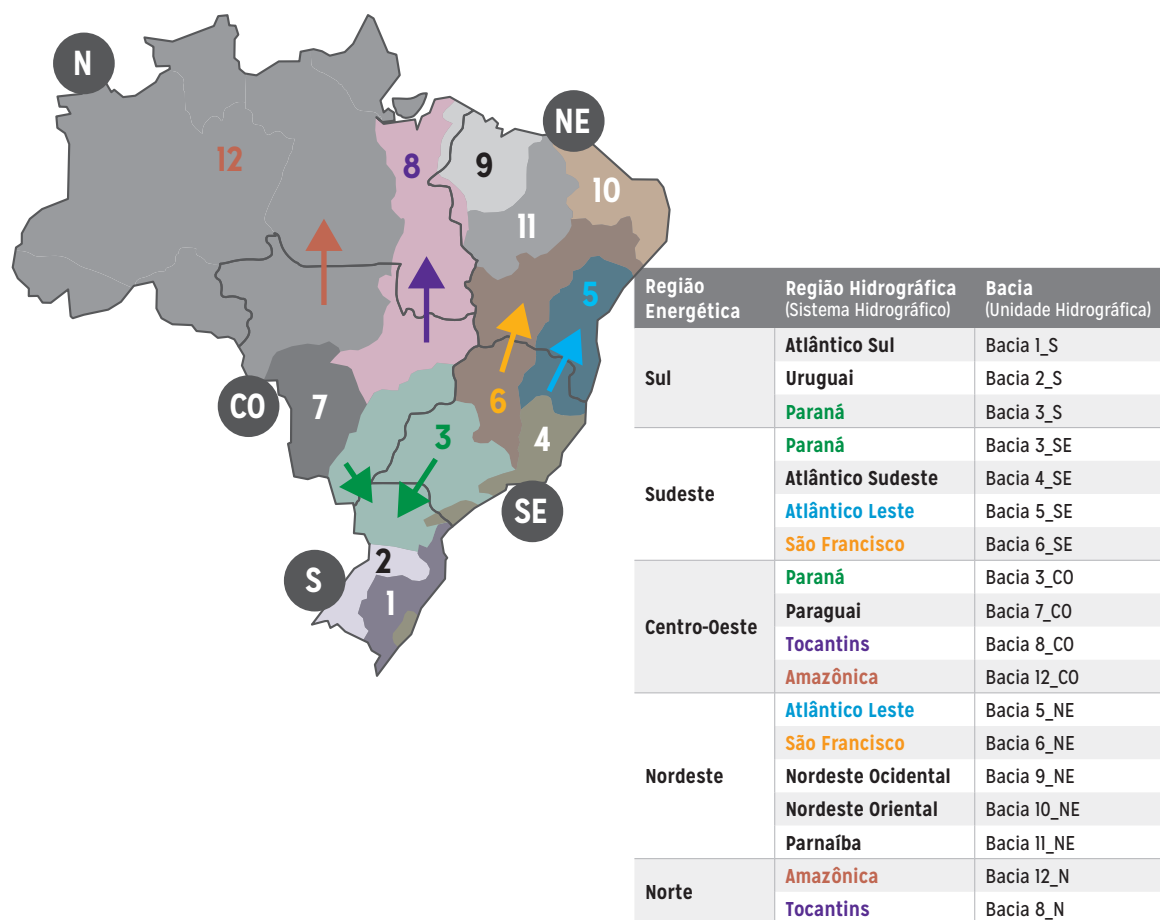 N
NE
12
8
9
10
11
5
CO
7
6
3
4
SE
2
S
1
Região Energética
Região Hidrográfica (Sistema Hidrográfico)
Bacia (Unidade Hidrográfica)
Sul
Atlântico Sul Bacia 1_S
Uruguai Bacia 2_S
Paraná Bacia 3_S
Sudeste
Paraná Bacia 3_SE
Atlântico Sudeste Bacia 4_SE
Atlântico Leste Bacia 5_SE
São Francisco Bacia 6_SE
Centro-Oeste
Paraná Bacia 3_CO
Paraguai Bacia 7_CO
Tocantins Bacia 8_CO
Amazônica Bacia 12_CO
Nordeste
Atlântico Leste Bacia 5_NE
São Francisco Bacia 6_NE
Nordeste Ocidental Bacia 9_NE
Nordeste Oriental Bacia 10_NE
Parnaíba Bacia 11_NE
Norte
Amazônica Bacia 12_N
Tocantins Bacia 8_N